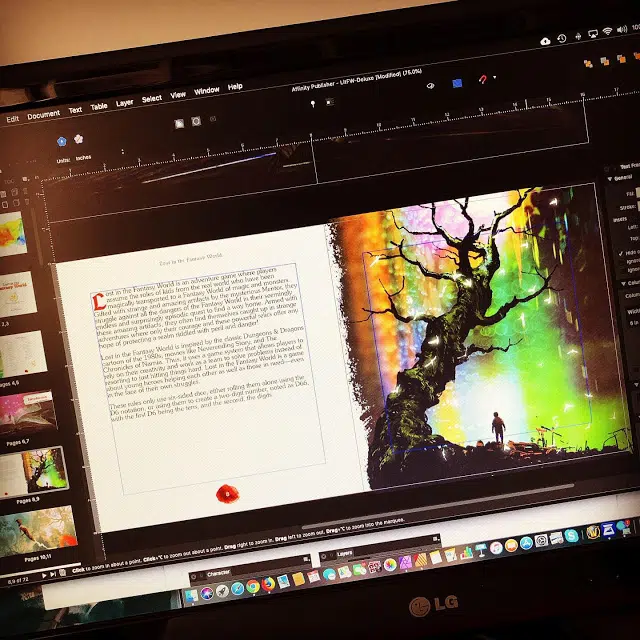 Edit Document Text Table Layer Select View Window Help
Affinity Publisher - LitFW-Deluxe [Modified] (75.0%)
Units: Inches
Lost in the Fantasy World
Lost in the Fantasy World is an adventure game where players
assume the roles of kids from the real world who have been
magically transported to a Fantasy World of magic and monsters.
Gifted with strange and amazing artifacts by the mysterious Mentor, they
struggle against the dangers of the Fantasy World in their seemingly
endless and surprisingly episodic quest to find a way home. Armed with
these amazing artifacts, they often find themselves caught up in strange
adventures where only their courage and these powerful relics offer any
hope of protecting a realm riddled with peril and danger!
Lost in the Fantasy World is inspired by the classic Dungeons & Dragons
cartoon of the 1980s, movies like Neverending Story, and The
Chronicles of Narnia. Thus, it uses a game system that allows players to
rely on their creativity and work as a team to solve problems instead of
resorting to just hitting things hard. Lost in the Fantasy World is a game
about young heroes helping each other as well as those in need—even
in the face of their own struggles.
These rules only use six-sided dice, either rolling them alone using the
D6 notation, or using them to create a two digit number, noted as D66,
with the first D6 being the tens, and the second, the digits.
8
2,3
Pages 4,5
Pages 6,7
Pages 8,9
Pages 10,11
8,9 of 72
Click to zoom in about a point. Click+⌥ to zoom out about a point. Drag right to zoom in. Drag left to zoom out. Drag+⌥ to zoom into the marquee.
Character
Layers
Text Fram
General
Fill
Stroke:
Insets
Left:
LG